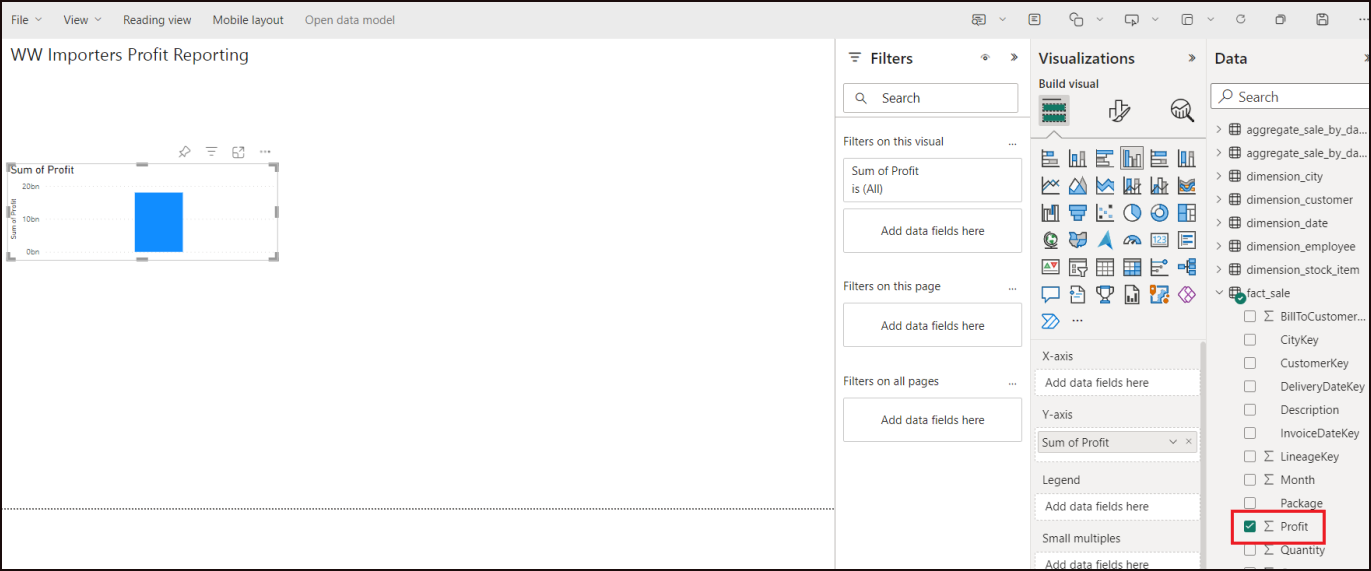 File View Reading view Mobile layout Open data model
WW Importers Profit Reporting
Sum of Profit
Sum of Profit
20bn
10bn
0bn
Filters
Search
Filters on this visual ...
Sum of Profit
is (All)
Add data fields here
Filters on this page ...
Add data fields here
Filters on all pages ...
Add data fields here
Visualizations
Build visual
123
...
X-axis
Add data fields here
Y-axis
Sum of Profit
Legend
Add data fields here
Small multiples
Add data fields here
Data
Search
aggregate_sale_by_da...
aggregate_sale_by_da...
dimension_city
dimension_customer
dimension_date
dimension_employee
dimension_stock_item
fact_sale
Σ BillToCustomer...
CityKey
CustomerKey
DeliveryDateKey
Description
InvoiceDateKey
Σ LineageKey
Σ Month
Package
Σ Profit
Σ Quantity